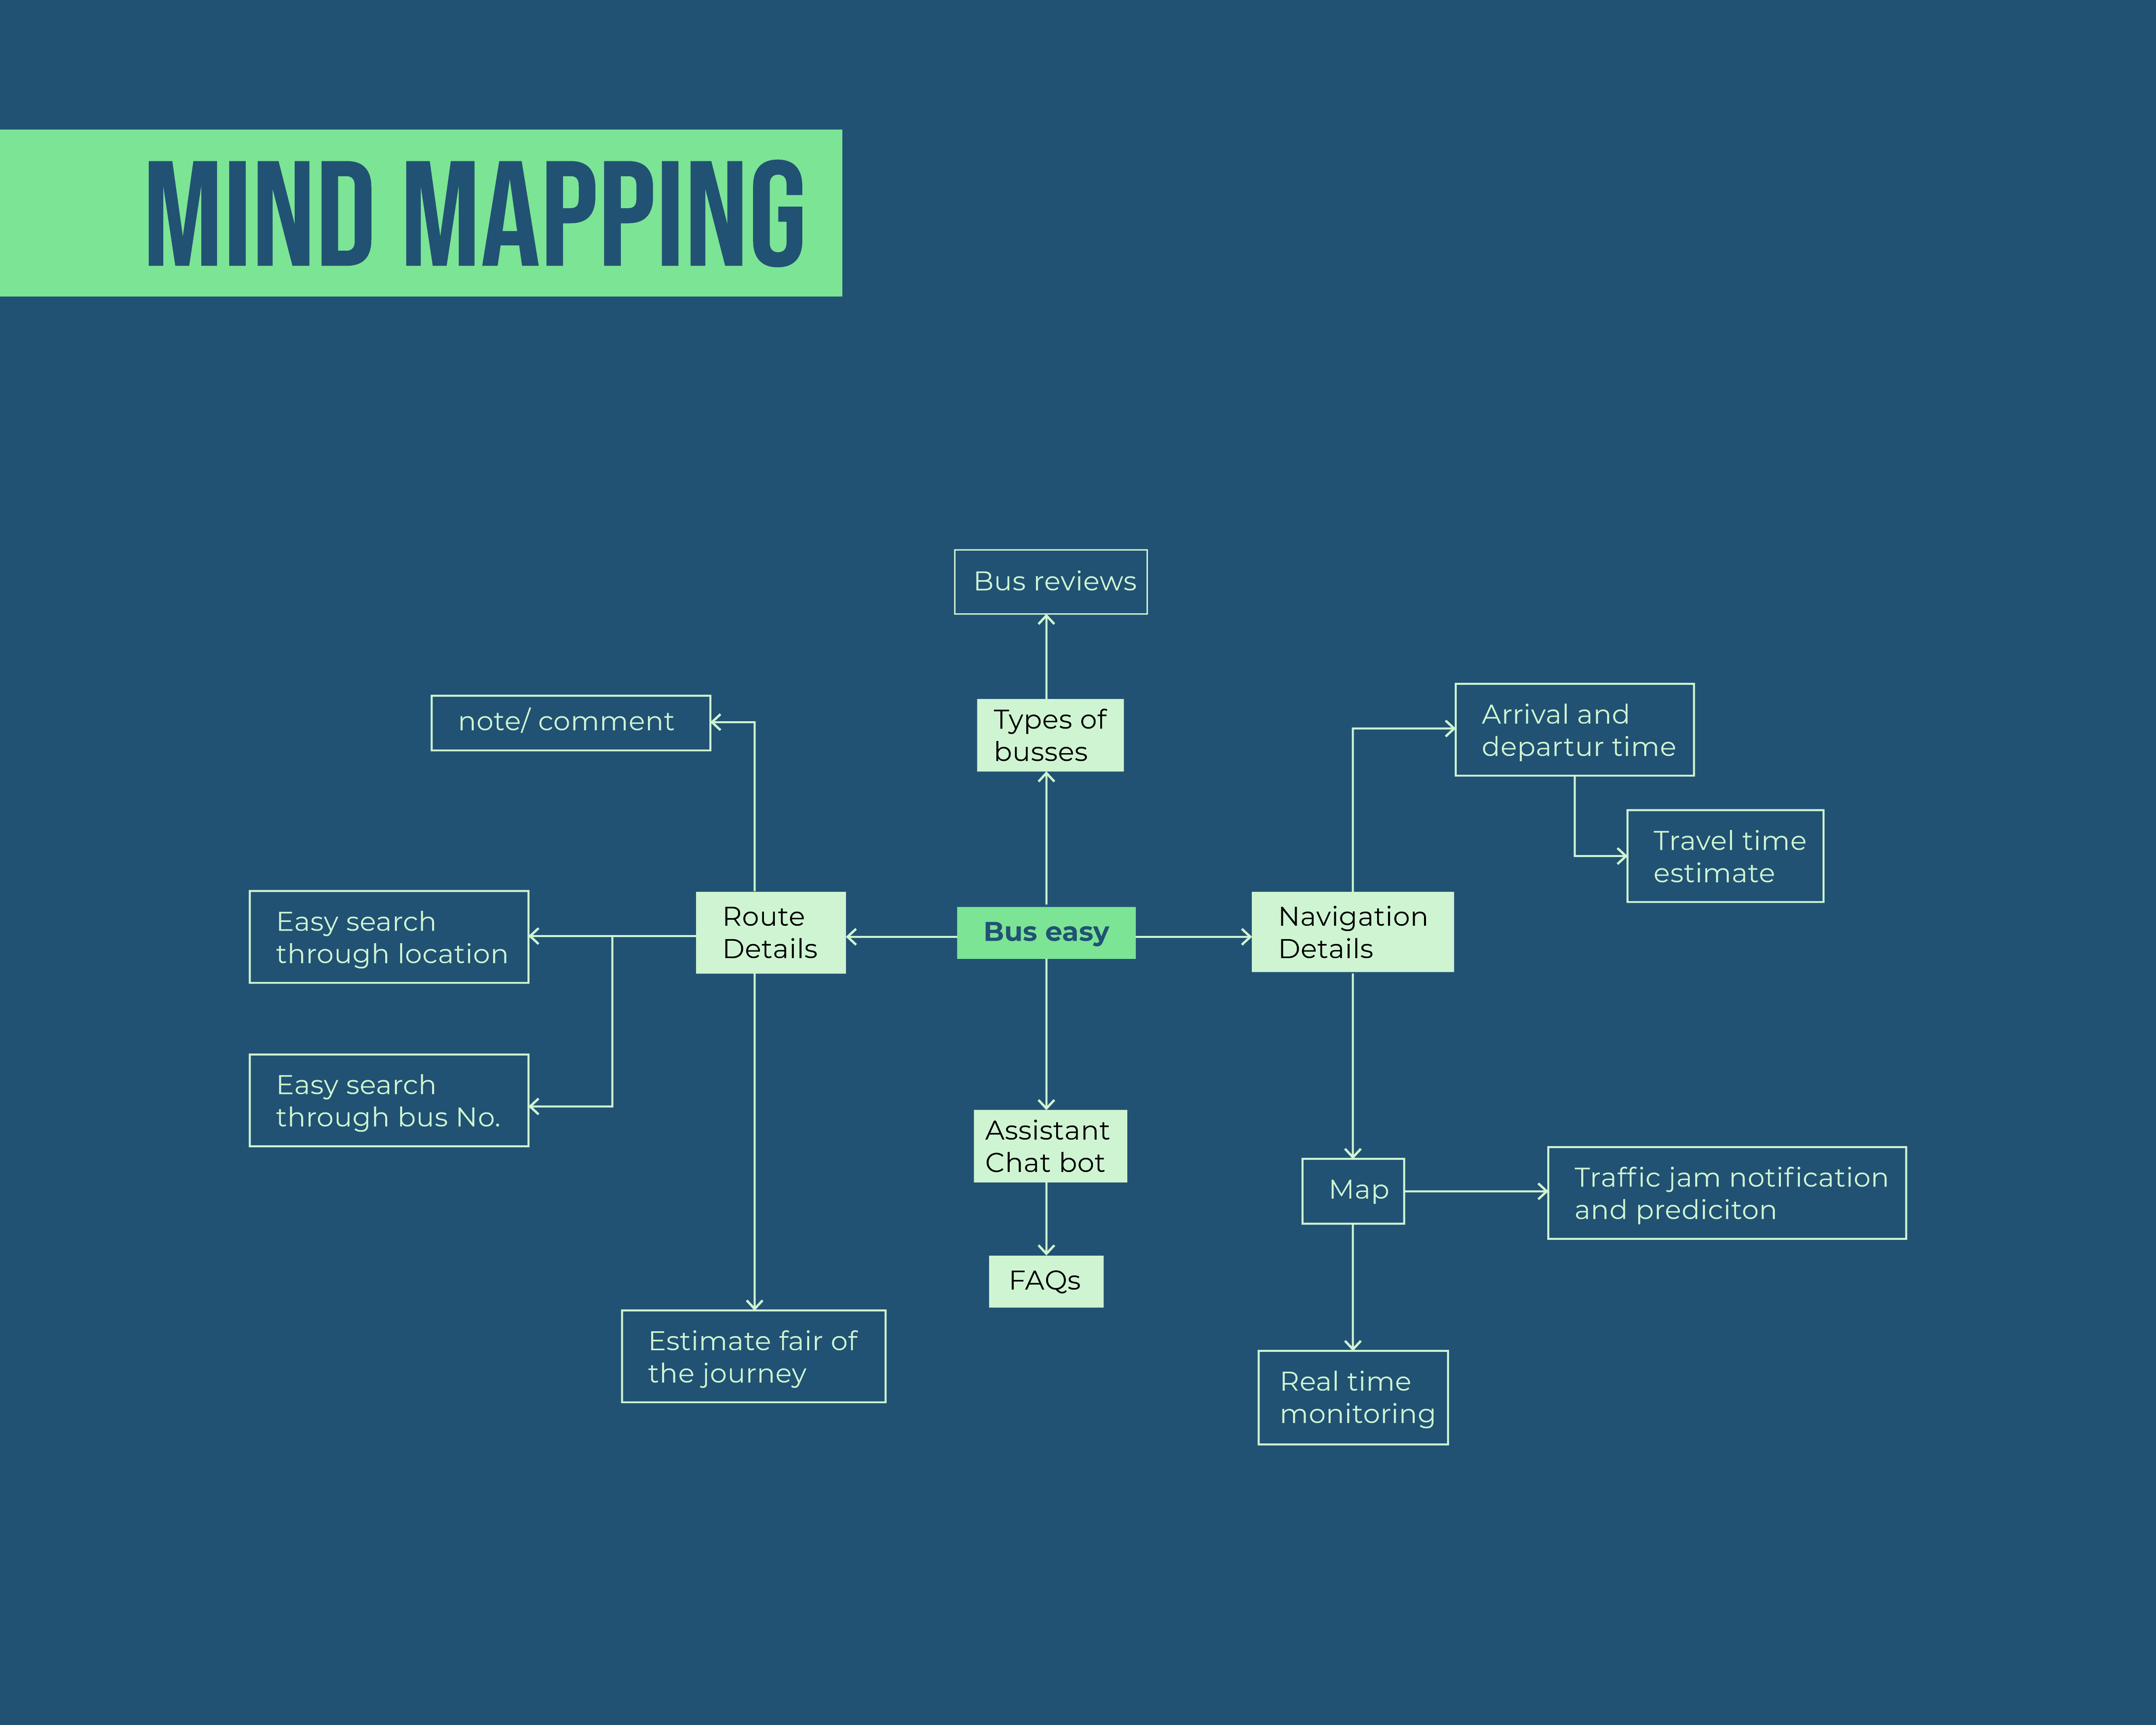 MIND MAPPING
Bus reviews
note/ comment
Types of
busses
Arrival and
departur time
Travel time
estimate
Easy search
through location
Route
Details
Bus easy
Navigation
Details
Easy search
through bus No.
Assistant
Chat bot
Map
Traffic jam notification
and prediciton
FAQs
Estimate fair of
the journey
Real time
monitoring